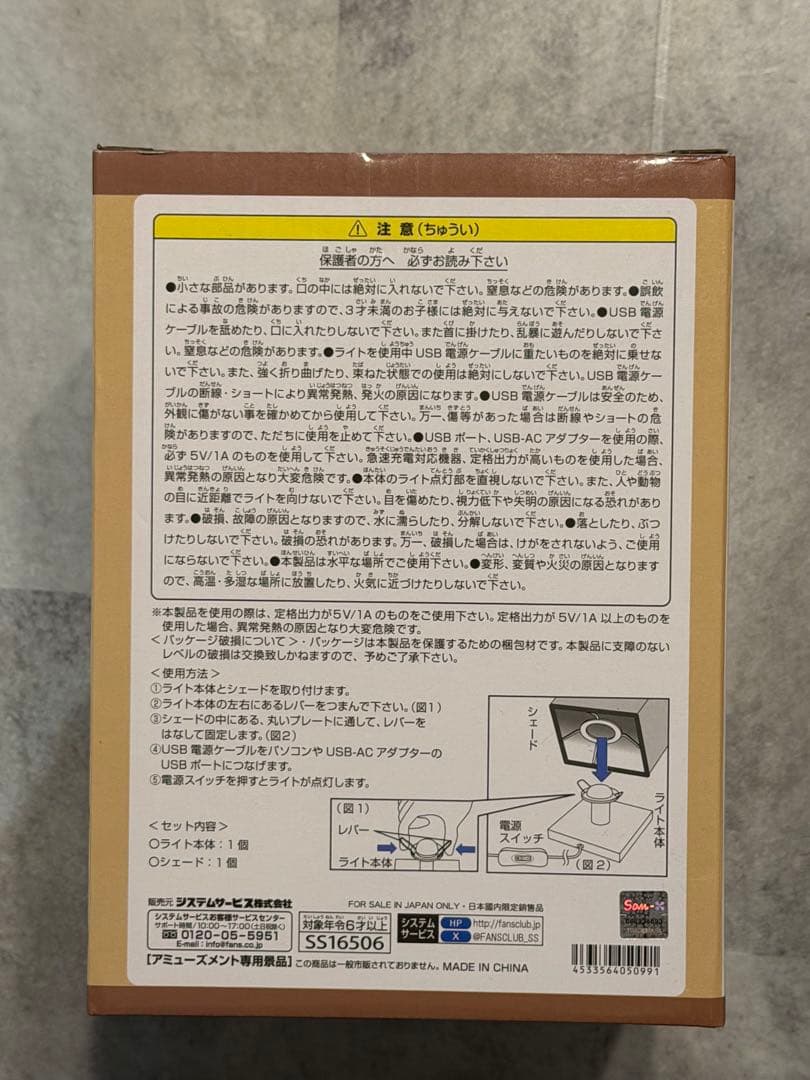 ⚠ 注意(ちゅうい)
保護者の方へ 必ずお読み下さい
●小さな部品があります。口の中には絶対に入れないで下さい。窒息などの危険があります。●誤飲
による事故の危険がありますので、3才未満のお子様には絶対に与えないで下さい。●USB電源
ケーブルを舐めたり、口に入れたりしないで下さい。また首に掛けたり、乱暴に遊んだりしないで下さ
い。窒息などの危険があります。●ライトを使用中USB電源ケーブルに重たいものを絶対に乗せな
いで下さい。また、強く折り曲げたり、束ねた状態での使用は絶対にしないで下さい。USB電源ケー
ブルの断線・ショートにより異常発熱、発火の原因になります。●USB電源ケーブルは安全のため、
外観に傷がない事を確かめてから使用して下さい。万一、傷等があった場合は断線やショートの危
険がありますので、ただちに使用を止めて下さい。●USBポート、USB-ACアダプターを使用の際、
必ず5V/1Aのものを使用して下さい。急速充電対応機器、定格出力が高いものを使用した場合、
異常発熱の原因となり大変危険です。●本体のライト点灯部を直視しないで下さい。また、人や動物
の目に近距離でライトを向けないで下さい。目を傷めたり、視力低下や失明の原因になる恐れがあり
ます。●破損、故障の原因となりますので、水に濡らしたり、分解しないで下さい。●落としたり、ぶつ
けたりしないで下さい。破損の恐れがあります。万一、破損した場合は、けがをされないよう、ご使用
にならないで下さい。●本製品は水平な場所でご使用下さい。●変形、変質や火災の原因となります
ので、高温・多湿な場所に放置したり、火気に近づけたりしないで下さい。
※本製品を使用の際は、定格出力が5V/1Aのものをご使用下さい。定格出力が5V/1A以上のものを
使用した場合、異常発熱の原因となり大変危険です。
＜パッケージ破損について＞・パッケージは本製品を保護するための梱包材です。本製品に支障のない
レベルの破損は交換致しかねますので、予めご了承下さい。
＜使用方法＞
①ライト本体とシェードを取り付けます。
②ライト本体の左右にあるレバーをつまんで下さい。(図1)
③シェードの中にある、丸いプレートに通して、レバーを
はなして固定します。(図2)
④USB電源ケーブルをパソコンやUSB-ACアダプターの
USBポートにつなげます。
⑤電源スイッチを押すとライトが点灯します。
＜セット内容＞
○ライト本体：1個
○シェード：1個
(図1)
レバー
ライト本体
シェード
電源
スイッチ
ライト本体
(図2)
販売元 システムサービス株式会社
システムサービスお客様サービスセンター
サポート時間/10:00〜17:00(土日祝除く)
0120-05-5951
E-mail：info@fans.co.jp
FOR SALE IN JAPAN ONLY・日本國内限定銷售品
対象年令6才以上
SS16506
システム
サービス
HP http://fansclub.jp
X @FANSCLUB_SS
San-X
[アミューズメント専用景品] この商品は一般市販されておりません。MADE IN CHINA
4533564050991